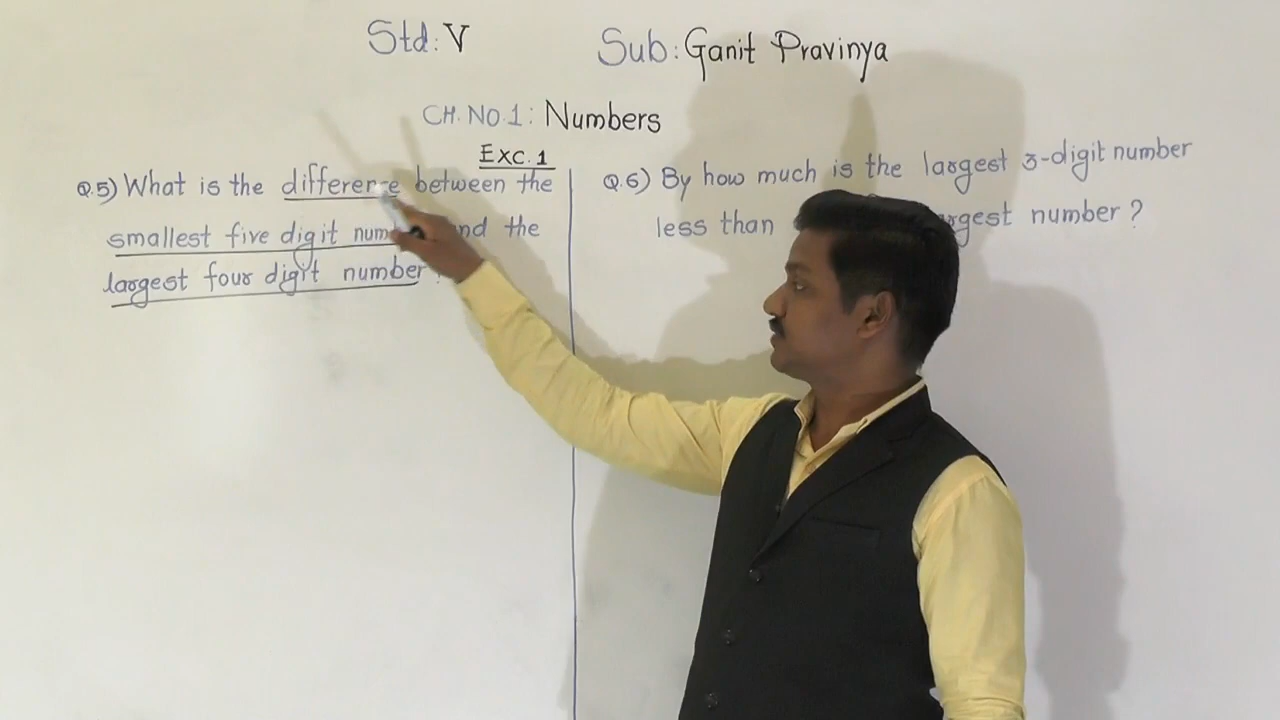 Std: V Sub: Ganit Pravinya
CH. NO. 1: Numbers
Exc. 1
Q.5) What is the difference between the
smallest five digit and the
largest four digit number
Q.6) By how much is the largest 3-digit number
less than number?